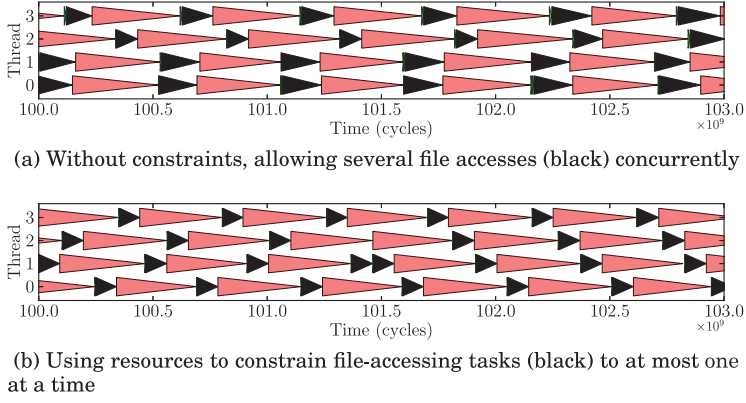 3
2
Thread
1
0
100.0 100.5 101.0 101.5 102.0 102.5 103.0
Time (cycles) ×10⁹
(a) Without constraints, allowing several file accesses (black) concurrently
3
2
Thread
1
0
100.0 100.5 101.0 101.5 102.0 102.5 103.0
Time (cycles) ×10⁹
(b) Using resources to constrain file-accessing tasks (black) to at most one
at a time